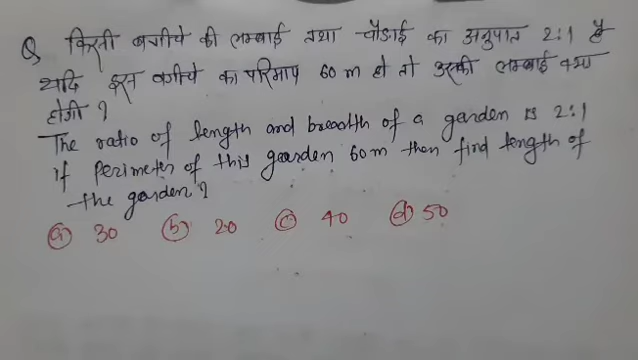 Q किसी बगीचे की लम्बाई तथा चौडाई का अनुपात 2:1 है
यदि इस बगीचे का परिमाप 60 m हो तो उसकी लम्बाई क्या
होगी ?
The ratio of length and breadth of a garden is 2:1
if Perimeter of this garden 60m then find length of
the garden ?
(a) 30 (b) 20 (c) 40 (d) 50